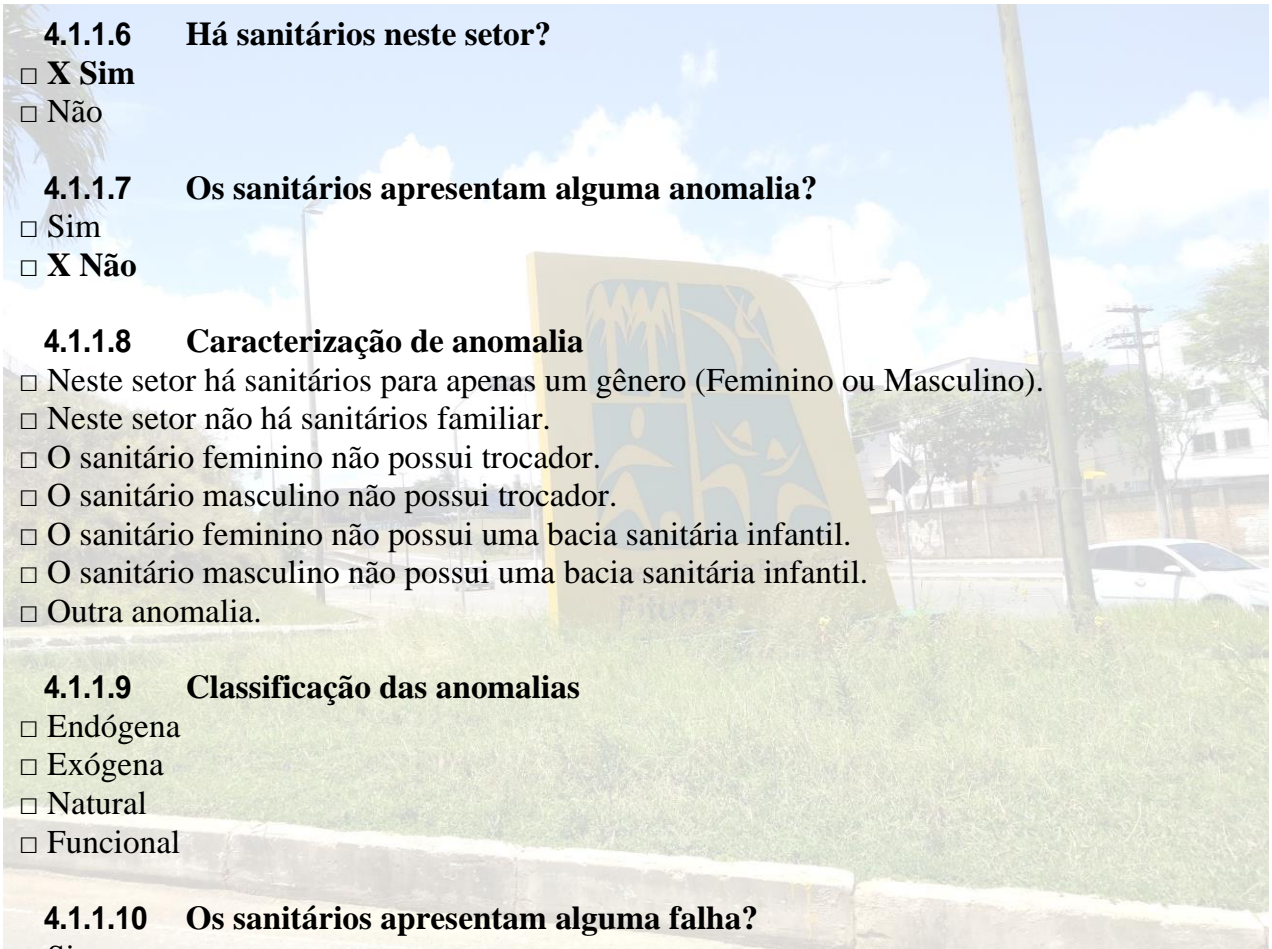 4.1.1.6 Há sanitários neste setor?
□ X Sim
□ Não
4.1.1.7 Os sanitários apresentam alguma anomalia?
□ Sim
□ X Não
4.1.1.8 Caracterização de anomalia
□ Neste setor há sanitários para apenas um gênero (Feminino ou Masculino).
□ Neste setor não há sanitários familiar.
□ O sanitário feminino não possui trocador.
□ O sanitário masculino não possui trocador.
□ O sanitário feminino não possui uma bacia sanitária infantil.
□ O sanitário masculino não possui uma bacia sanitária infantil.
□ Outra anomalia.
4.1.1.9 Classificação das anomalias
□ Endógena
□ Exógena
□ Natural
□ Funcional
4.1.1.10 Os sanitários apresentam alguma falha?